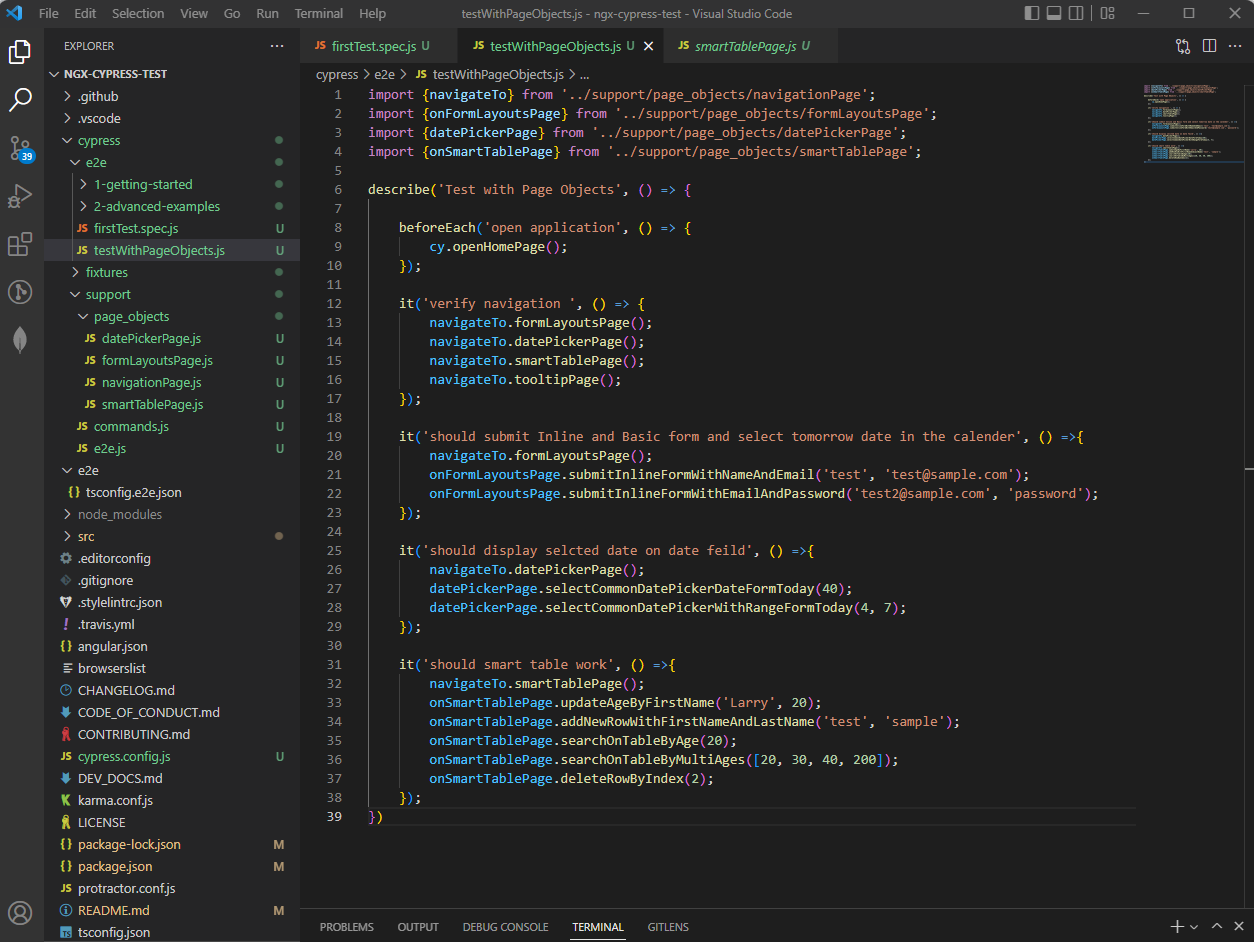 File Edit Selection View Go Run Terminal Help testWithPageObjects.js - ngx-cypress-test - Visual Studio Code
EXPLORER
NGX-CYPRESS-TEST
.github
.vscode
cypress
e2e
1-getting-started
2-advanced-examples
JS firstTest.spec.js U
JS testWithPageObjects.js U
fixtures
support
page_objects
JS datePickerPage.js U
JS formLayoutsPage.js U
JS navigationPage.js U
JS smartTablePage.js U
JS commands.js U
JS e2e.js U
e2e
{} tsconfig.e2e.json
node_modules
src
.editorconfig
.gitignore
.stylelintrc.json
! .travis.yml
{} angular.json
browserslist
CHANGELOG.md
CODE_OF_CONDUCT.md
CONTRIBUTING.md
JS cypress.config.js U
DEV_DOCS.md
karma.conf.js
LICENSE
{} package-lock.json M
{} package.json M
JS protractor.conf.js
README.md M
TS tsconfig.json
39
JS firstTest.spec.js U JS testWithPageObjects.js U JS smartTablePage.js U
cypress > e2e > JS testWithPageObjects.js > ...
1 import {navigateTo} from '../support/page_objects/navigationPage';
2 import {onFormLayoutsPage} from '../support/page_objects/formLayoutsPage';
3 import {datePickerPage} from '../support/page_objects/datePickerPage';
4 import {onSmartTablePage} from '../support/page_objects/smartTablePage';
5
6 describe('Test with Page Objects', () => {
7
8 beforeEach('open application', () => {
9 cy.openHomePage();
10 });
11
12 it('verify navigation ', () => {
13 navigateTo.formLayoutsPage();
14 navigateTo.datePickerPage();
15 navigateTo.smartTablePage();
16 navigateTo.tooltipPage();
17 });
18
19 it('should submit Inline and Basic form and select tomorrow date in the calender', () =>{
20 navigateTo.formLayoutsPage();
21 onFormLayoutsPage.submitInlineFormWithNameAndEmail('test', 'test@sample.com');
22 onFormLayoutsPage.submitInlineFormWithEmailAndPassword('test2@sample.com', 'password');
23 });
24
25 it('should display selcted date on date feild', () =>{
26 navigateTo.datePickerPage();
27 datePickerPage.selectCommonDatePickerDateFormToday(40);
28 datePickerPage.selectCommonDatePickerWithRangeFormToday(4, 7);
29 });
30
31 it('should smart table work', () =>{
32 navigateTo.smartTablePage();
33 onSmartTablePage.updateAgeByFirstName('Larry', 20);
34 onSmartTablePage.addNewRowWithFirstNameAndLastName('test', 'sample');
35 onSmartTablePage.searchOnTableByAge(20);
36 onSmartTablePage.searchOnTableByMultiAges([20, 30, 40, 200]);
37 onSmartTablePage.deleteRowByIndex(2);
38 });
39 })
PROBLEMS OUTPUT DEBUG CONSOLE TERMINAL GITLENS